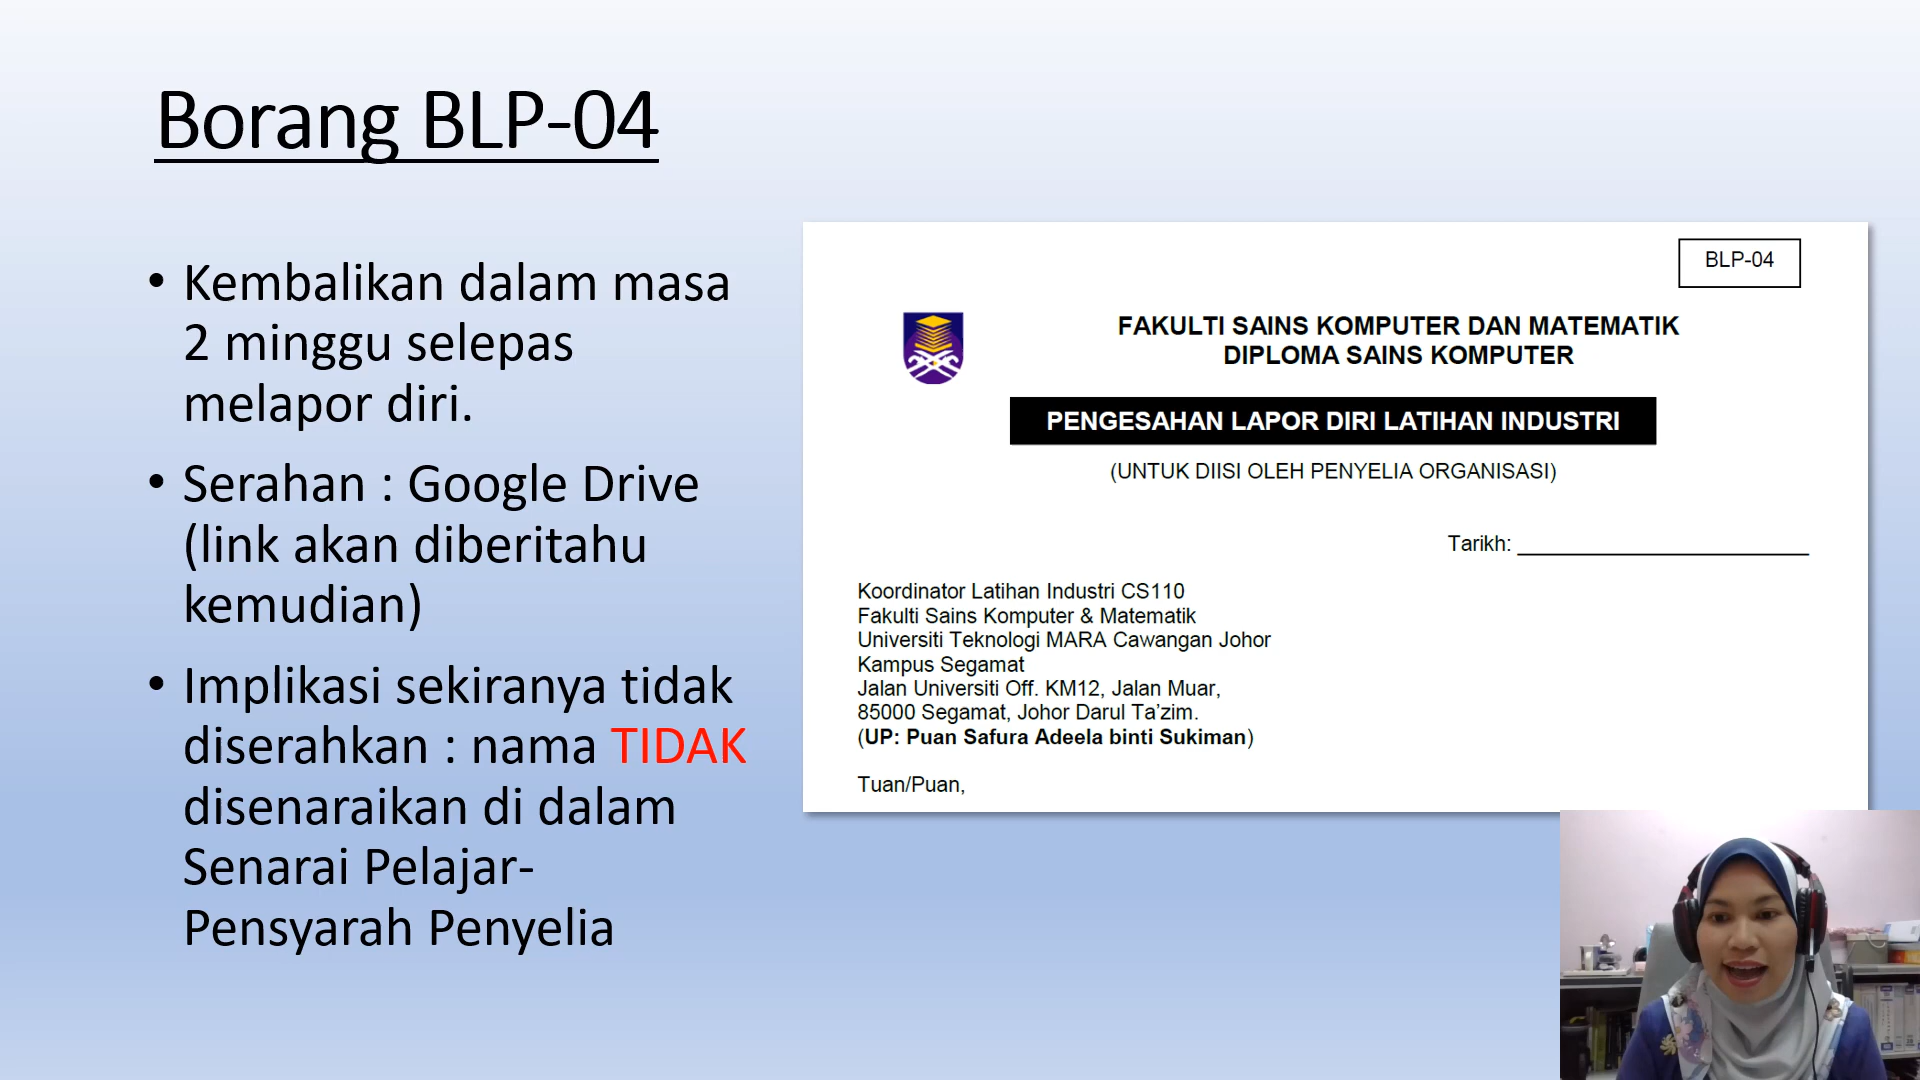 Borang BLP-04
• Kembalikan dalam masa
2 minggu selepas
melapor diri.
• Serahan : Google Drive
(link akan diberitahu
kemudian)
• Implikasi sekiranya tidak
diserahkan : nama TIDAK
disenaraikan di dalam
Senarai Pelajar-
Pensyarah Penyelia
BLP-04
FAKULTI SAINS KOMPUTER DAN MATEMATIK
DIPLOMA SAINS KOMPUTER
PENGESAHAN LAPOR DIRI LATIHAN INDUSTRI
(UNTUK DIISI OLEH PENYELIA ORGANISASI)
Tarikh:
Koordinator Latihan Industri CS110
Fakulti Sains Komputer & Matematik
Universiti Teknologi MARA Cawangan Johor
Kampus Segamat
Jalan Universiti Off. KM12, Jalan Muar,
85000 Segamat, Johor Darul Ta’zim.
(UP: Puan Safura Adeela binti Sukiman)
Tuan/Puan,